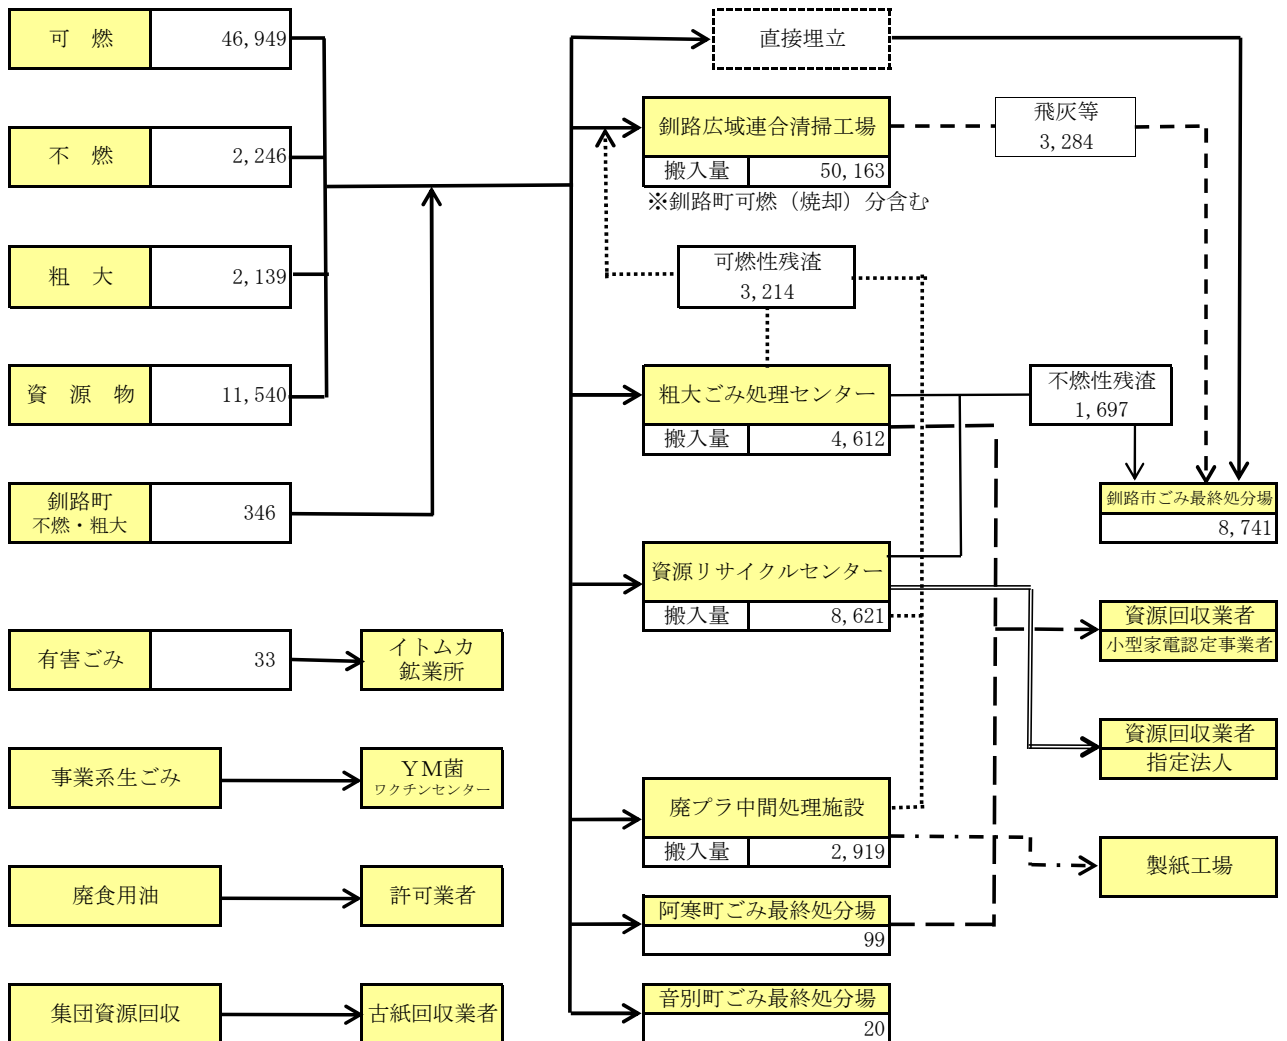 可　燃　46,949
不　燃　2,246
粗　大　2,139
資　源　物　11,540
釧路町
不燃・粗大　346
有害ごみ　33
イトムカ
鉱業所
事業系生ごみ
ＹＭ菌
ワクチンセンター
廃食用油
許可業者
集団資源回収
古紙回収業者
直接埋立
釧路広域連合清掃工場
搬入量　50,163
※釧路町可燃（焼却）分含む
飛灰等
3,284
可燃性残渣
3,214
粗大ごみ処理センター
搬入量　4,612
不燃性残渣
1,697
釧路市ごみ最終処分場
8,741
資源リサイクルセンター
搬入量　8,621
資源回収業者
小型家電認定事業者
資源回収業者
指定法人
廃プラ中間処理施設
搬入量　2,919
製紙工場
阿寒町ごみ最終処分場
99
音別町ごみ最終処分場
20